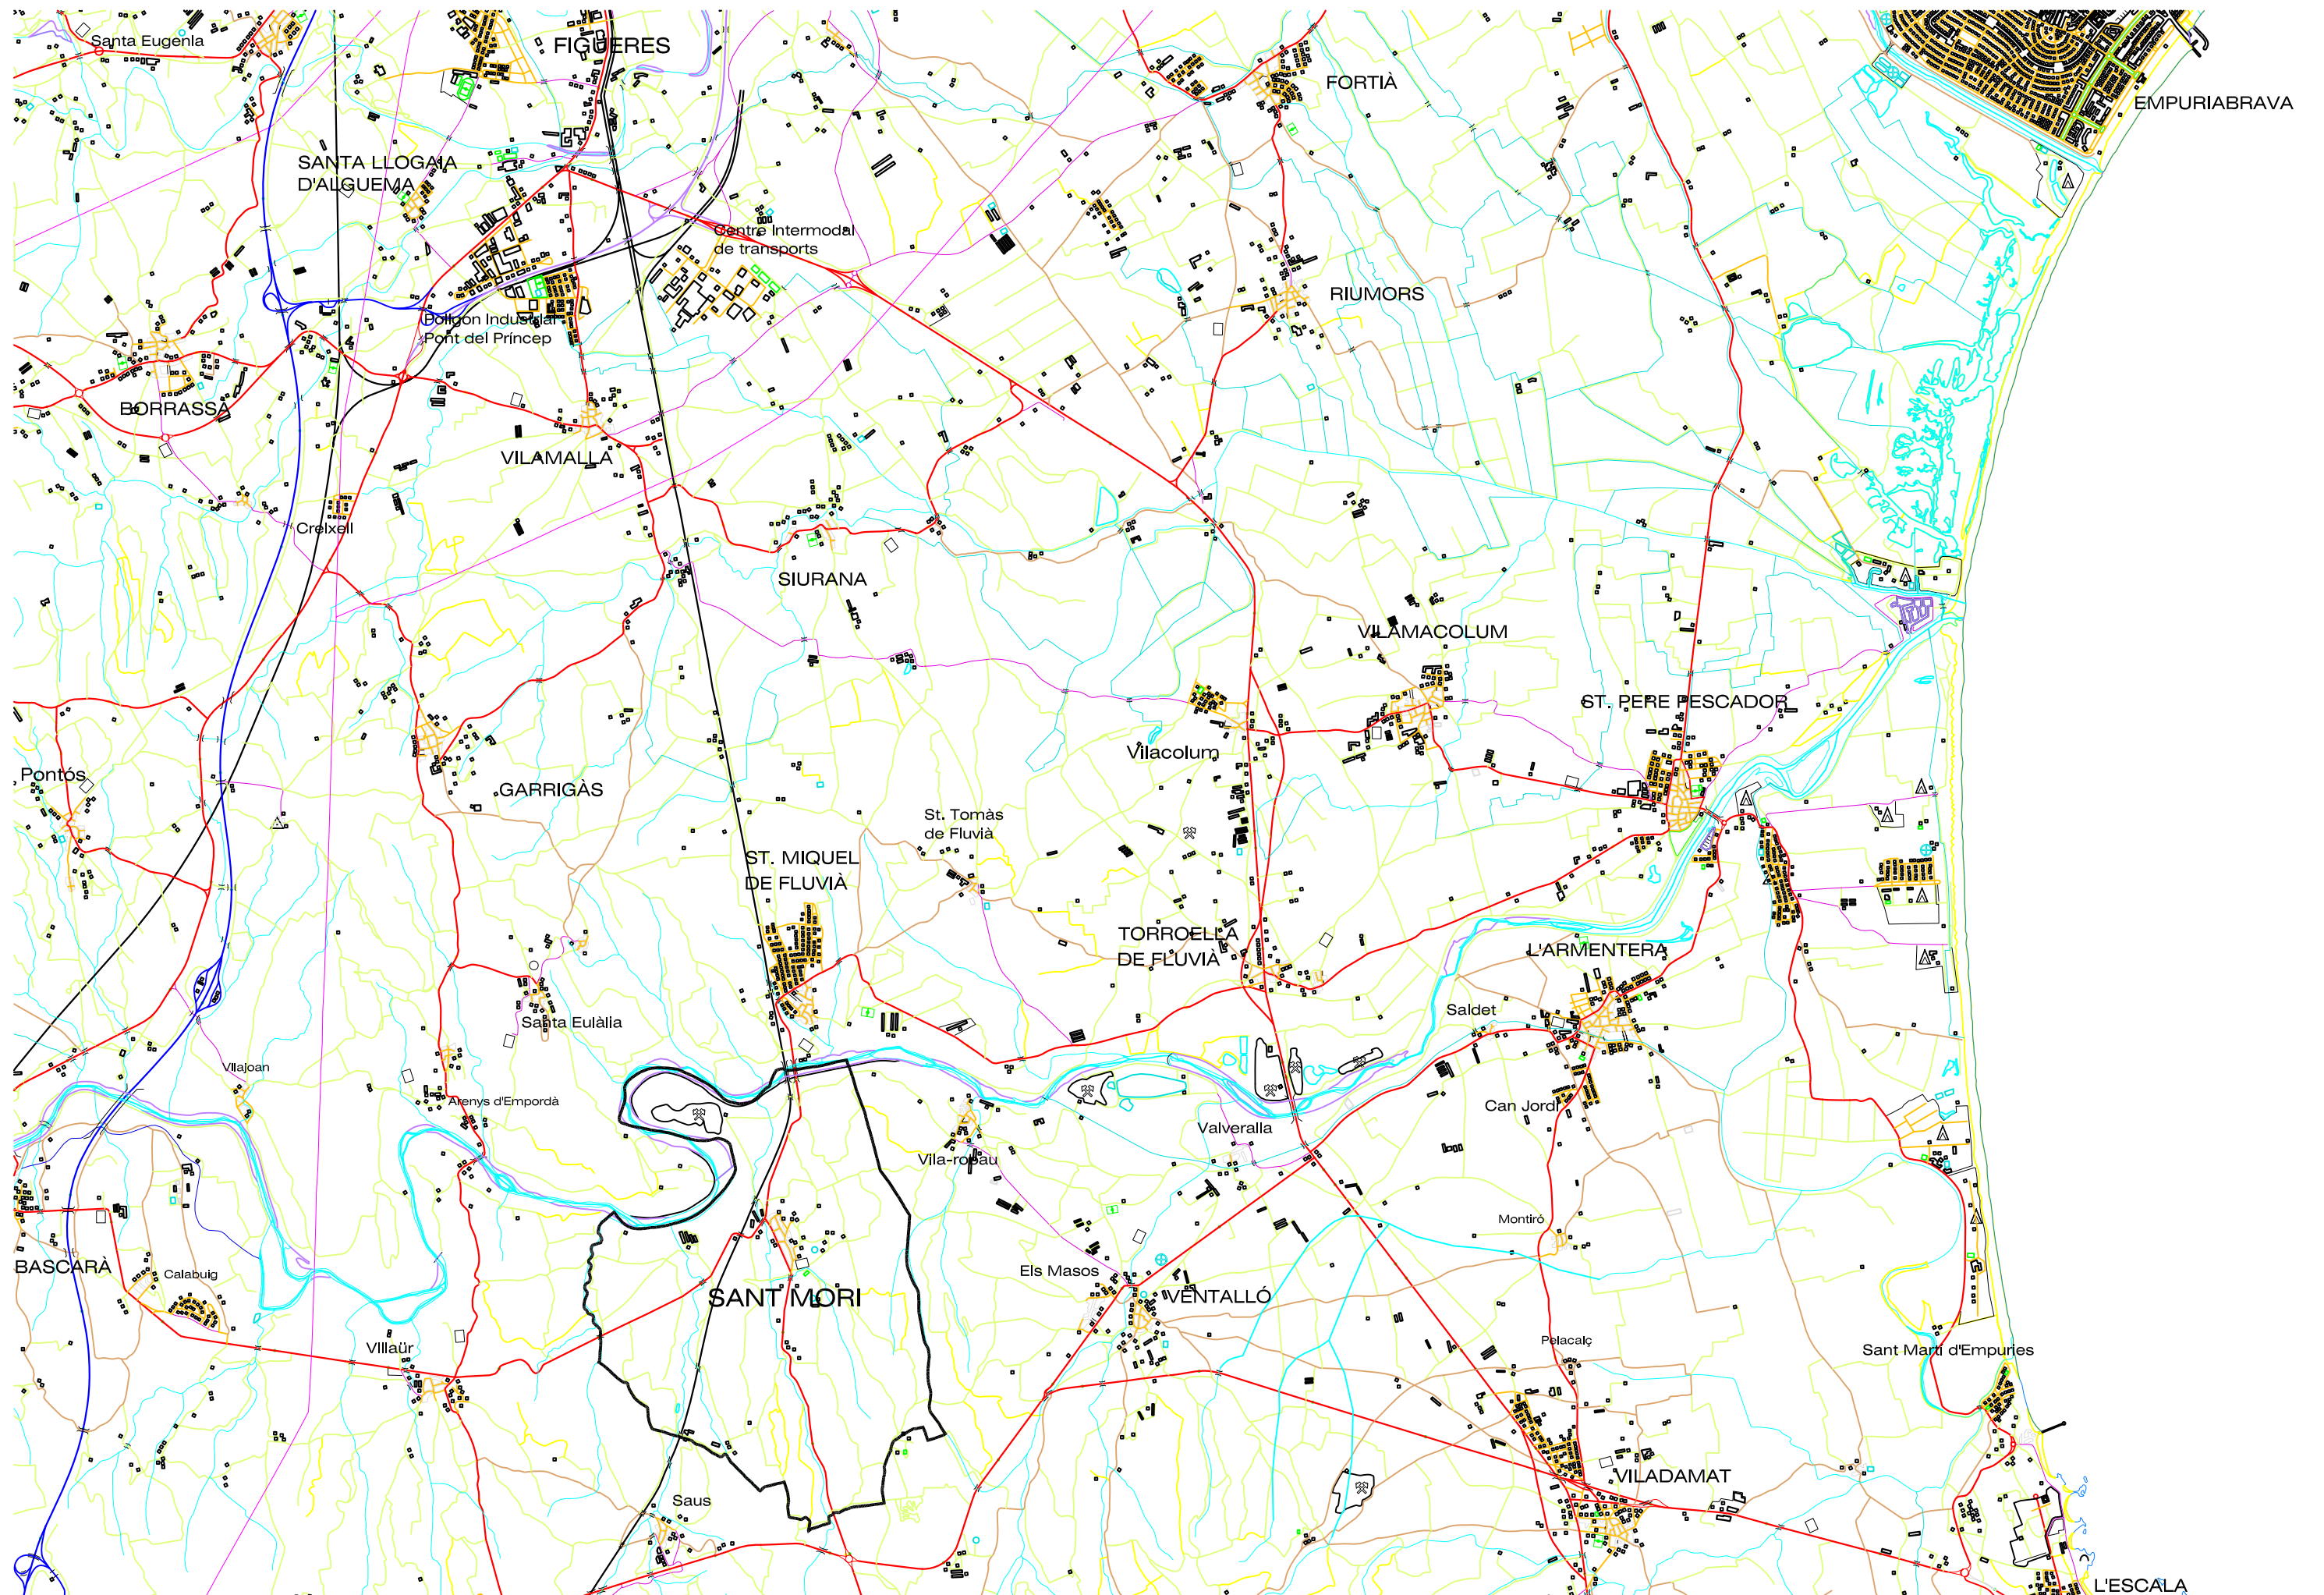 Santa Eugenia
FIGUERES
FORTIÀ
EMPURIABRAVA
SANTA LLOGAIA
D'ALGUEMA
Centre Intermodal
de transports
RIUMORS
Polígon Industrial
Pont del Príncep
BORRASSA
VILAMALLA
Creixell
SIURANA
VILAMACOLUM
ST. PERE PESCADOR
Vilacolum
Pontós
GARRIGÀS
St. Tomàs
de Fluvià
ST. MIQUEL
DE FLUVIÀ
TORROELLA
DE FLUVIÀ
L'ARMENTERA
Saldet
Santa Eulàlia
Vilajoan
Arenys d'Empordà
Can Jordi
Valveralla
Vila-robau
Montiró
BASCARÀ
Calabuig
Els Masos
SANT MORI
VENTALLÓ
Villaür
Pelacalç
Sant Martí d'Empuries
VILADAMAT
Saus
L'ESCALA